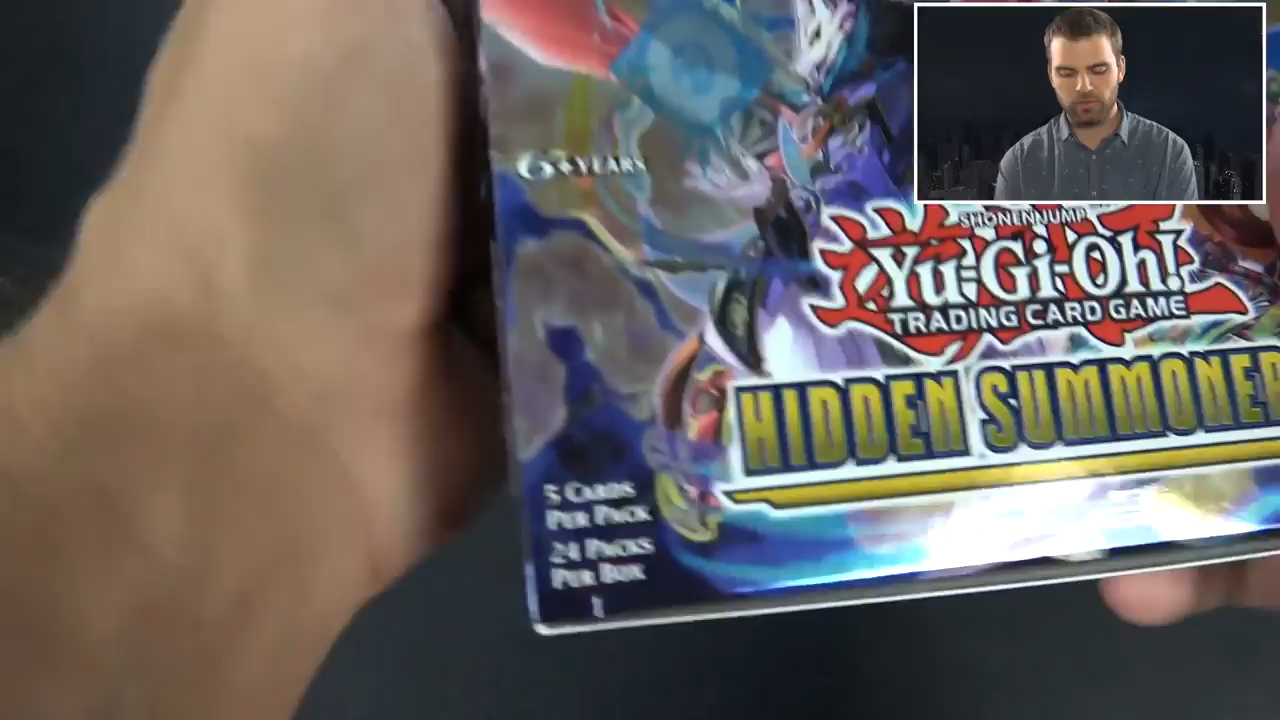 6+ YEARS
SHONEN JUMP
Yu-Gi-Oh!
TRADING CARD GAME
HIDDEN SUMMONER
5 CARDS
PER PACK
24 PACKS
PER BOX
1